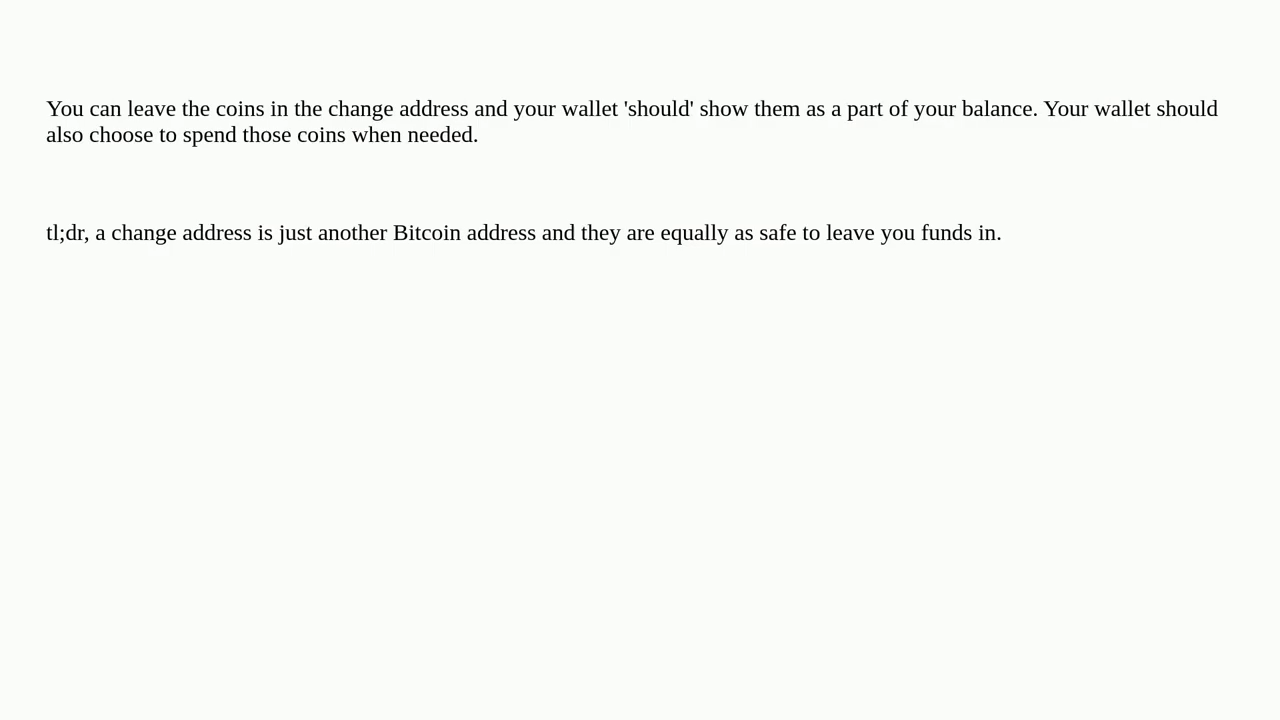 You can leave the coins in the change address and your wallet 'should' show them as a part of your balance. Your wallet should
also choose to spend those coins when needed.
tl;dr, a change address is just another Bitcoin address and they are equally as safe to leave you funds in.